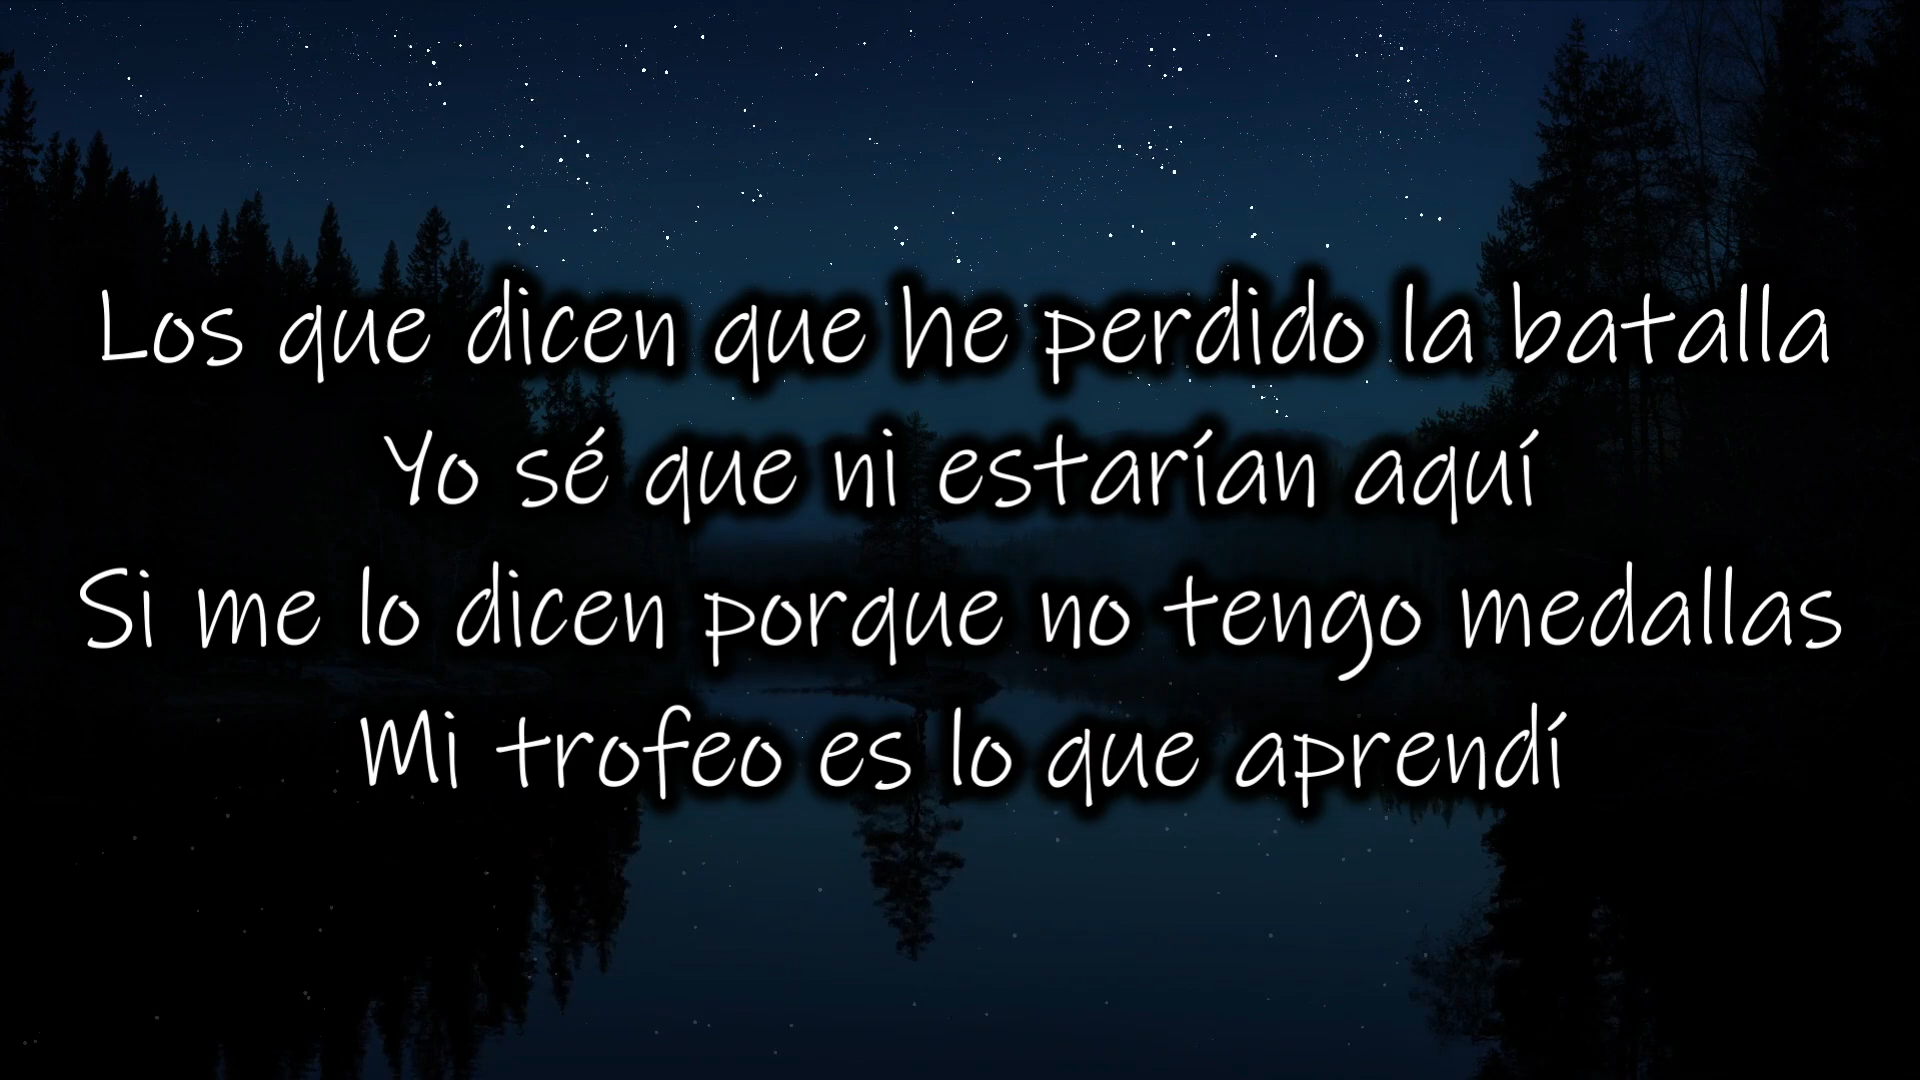 Los que dicen que he perdido la batalla
Yo sé que ni estarían aquí
Si me lo dicen porque no tengo medallas
Mi trofeo es lo que aprendí